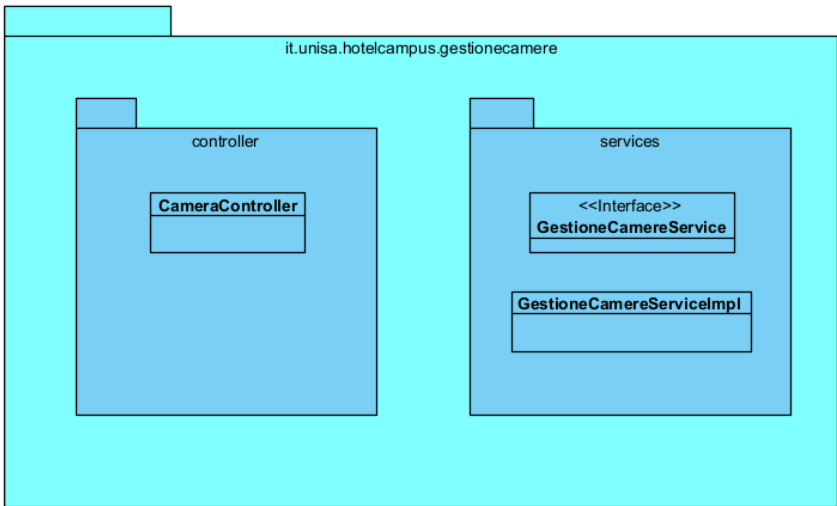 it.unisa.hotelcampus.gestionecamere
controller
CameraController
services
<<Interface>>
GestioneCamereService
GestioneCamereServiceImpl